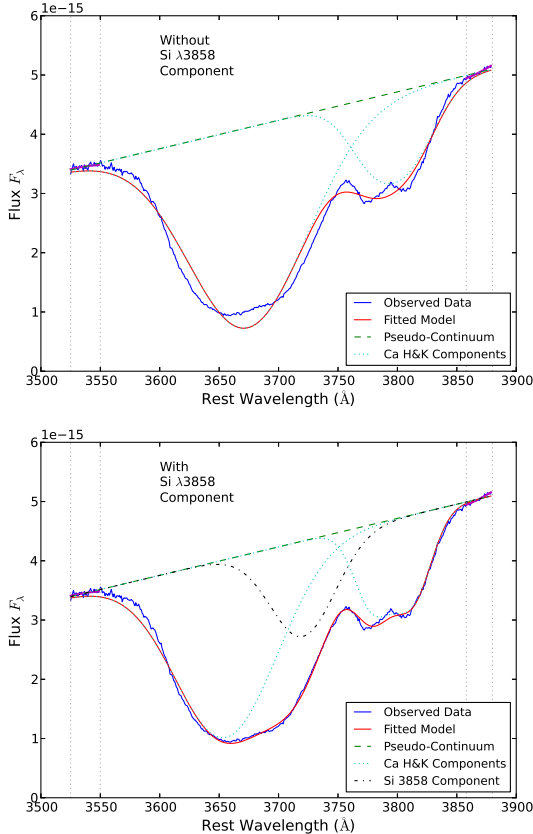 1e−15
6
5
4
3
2
1
0
Flux Fλ
Without
Si λ3858
Component
Observed Data
Fitted Model
Pseudo-Continuum
Ca H&K Components
3500 3550 3600 3650 3700 3750 3800 3850 3900
Rest Wavelength (Å)
1e−15
6
5
4
3
2
1
0
Flux Fλ
With
Si λ3858
Component
Observed Data
Fitted Model
Pseudo-Continuum
Ca H&K Components
Si 3858 Component
3500 3550 3600 3650 3700 3750 3800 3850 3900
Rest Wavelength (Å)